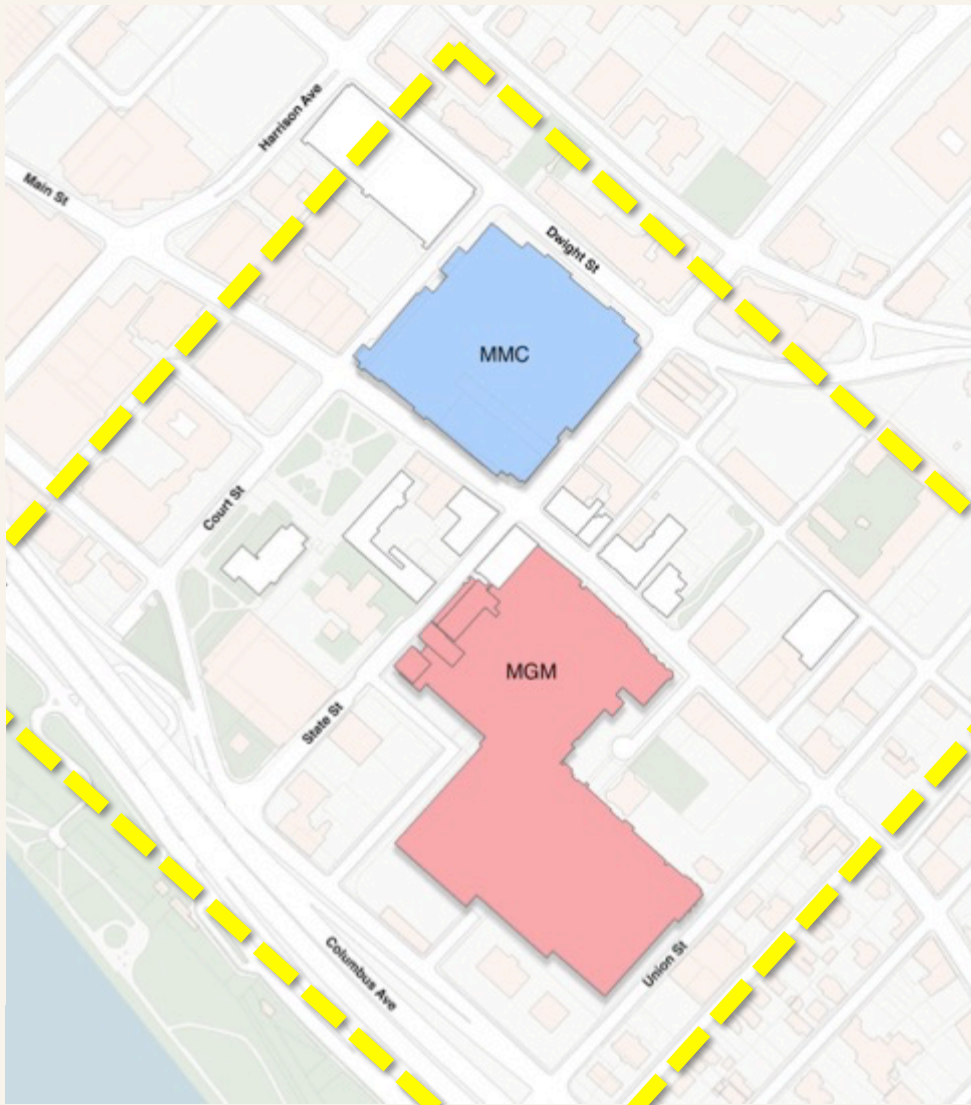 Harrison Ave
Main St
Dwight St
MMC
Court St
MGM
State St
Columbus Ave
Union St